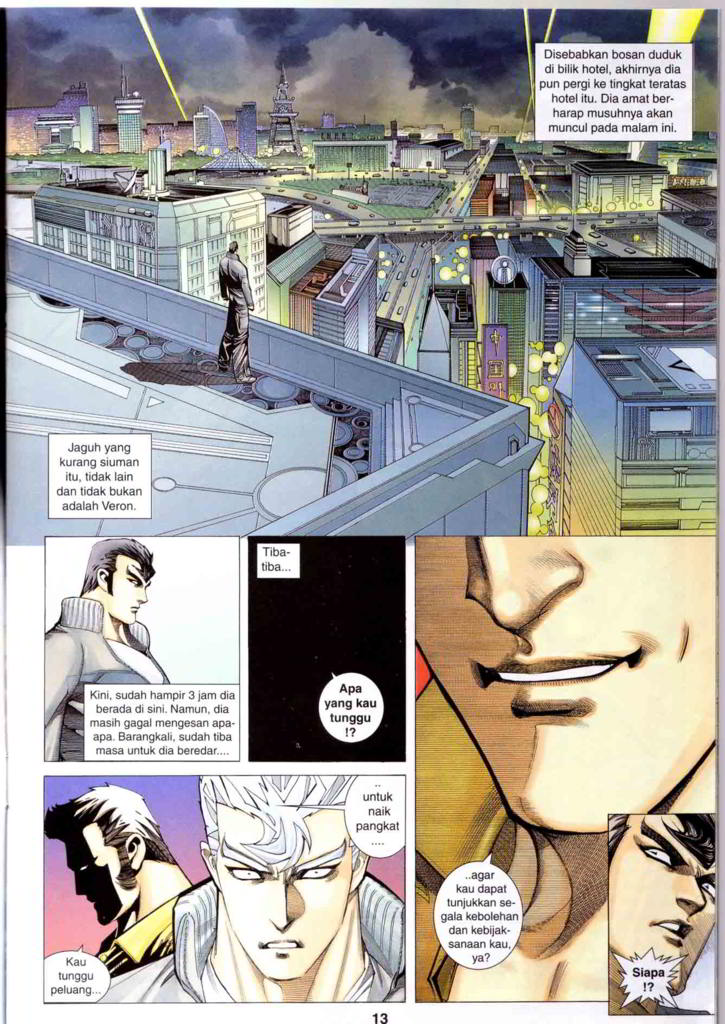 Disebabkan bosan duduk
di bilik hotel, akhirnya dia
pun pergi ke tingkat teratas
hotel itu. Dia amat ber-
harap musuhnya akan
muncul pada malam ini.
中国
Jaguh yang
kurang siuman
itu, tidak lain
dan tidak bukan
adalah Veron.
Kini, sudah hampir 3 jam dia
berada di sini. Namun, dia
masih gagal mengesan apa-
apa. Barangkali, sudah tiba
masa untuk dia beredar....
Tiba-
tiba...
Apa
yang kau
tunggu
!?
Kau
tunggu
peluang...
..
untuk
naik
pangkat
....
..agar
kau dapat
tunjukkan se-
gala kebolehan
dan kebijak-
sanaan kau,
ya?
Siapa
!?
13